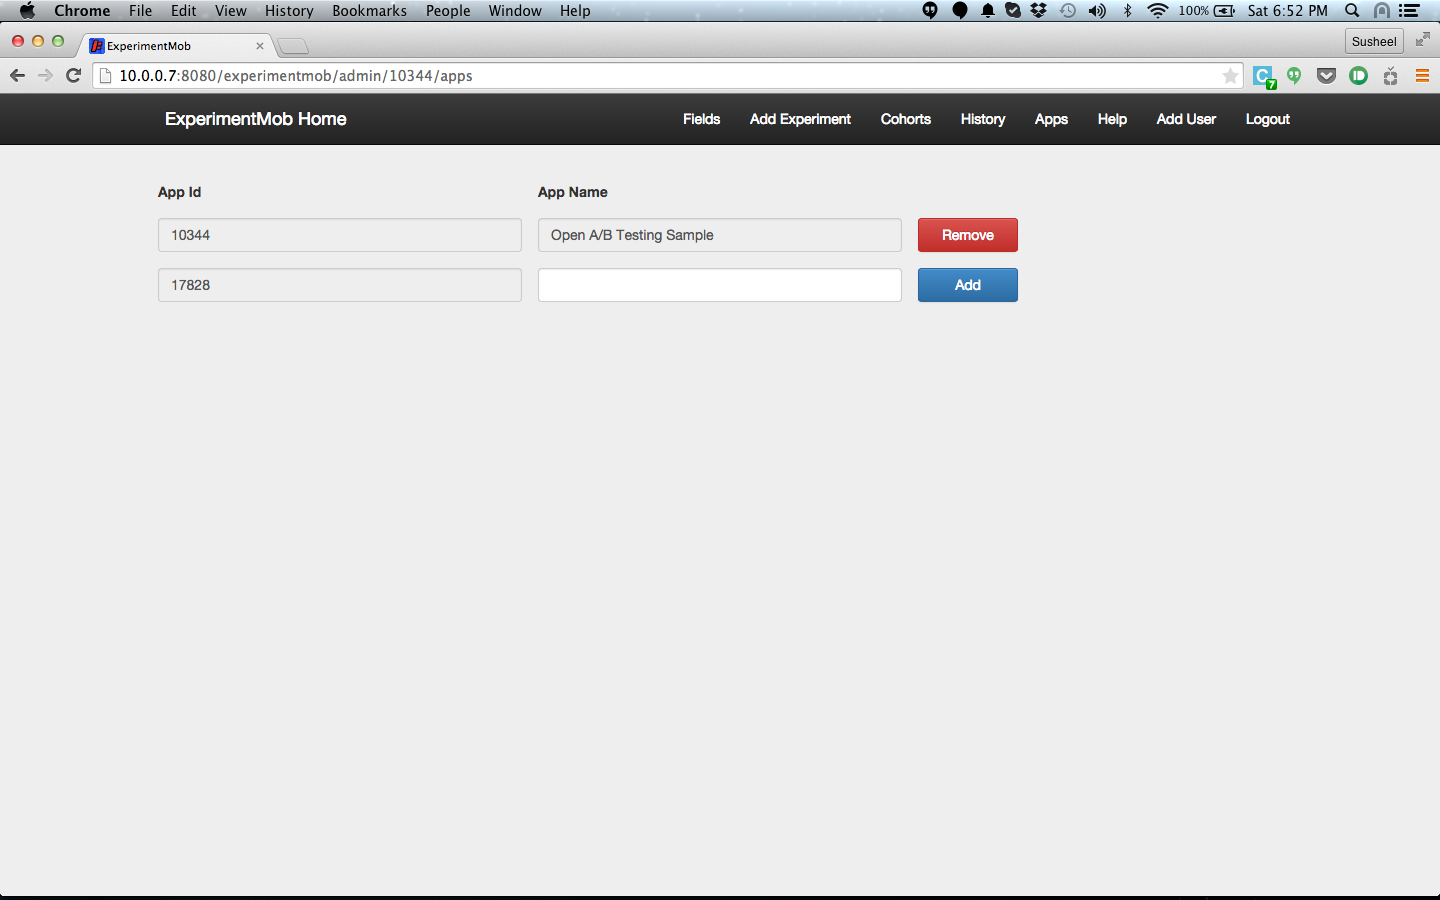 Chrome File Edit View History Bookmarks People Window Help 100% Sat 6:52 PM
ExperimentMob Susheel
10.0.0.7:8080/experimentmob/admin/10344/apps C 7
ExperimentMob Home Fields Add Experiment Cohorts History Apps Help Add User Logout
App Id App Name
10344 Open A/B Testing Sample Remove
17828 Add